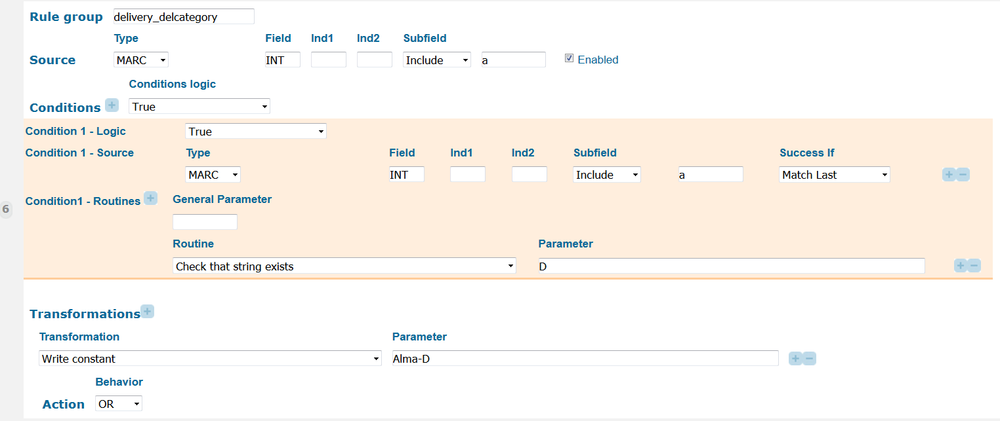 Rule group delivery_delcategory
Type Field Ind1 Ind2 Subfield
Source MARC INT Include a Enabled
Conditions logic
Conditions + True
Condition 1 - Logic True
Condition 1 - Source Type Field Ind1 Ind2 Subfield Success If
MARC INT Include a Match Last + −
6
Condition1 - Routines + General Parameter
Routine Parameter
Check that string exists D + −
Transformations +
Transformation Parameter
Write constant Alma-D + −
Behavior
Action OR